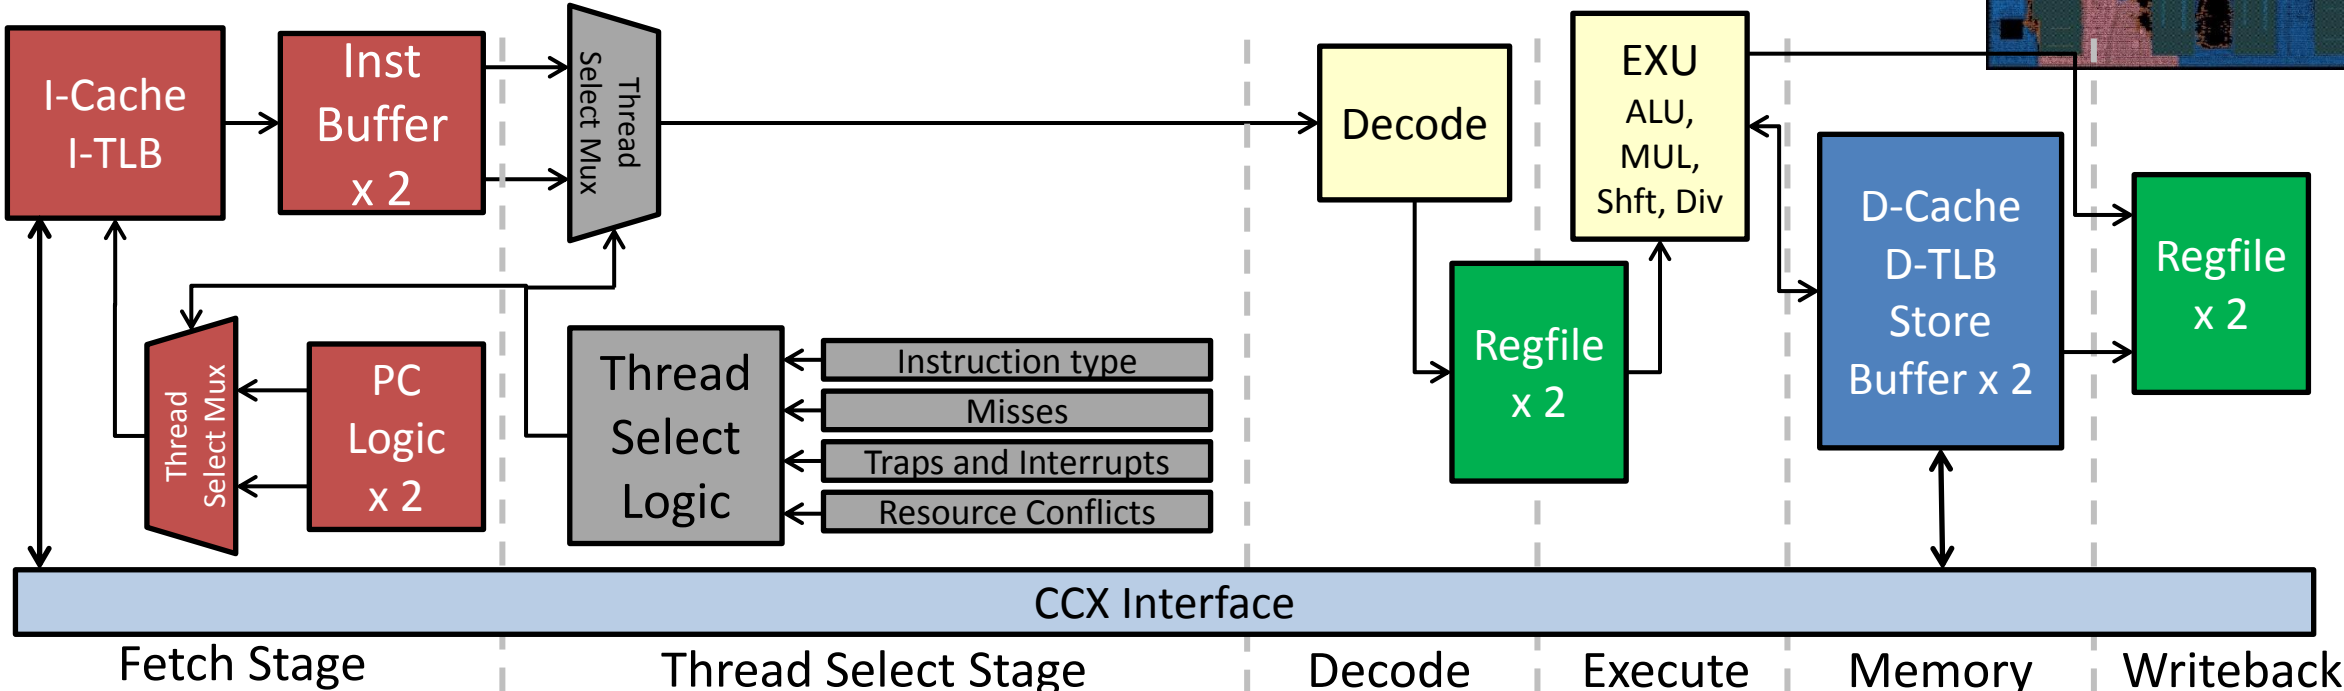 I-Cache
I-TLB
Inst
Buffer
x 2
Thread
Select Mux
Decode
EXU
ALU,
MUL,
Shft, Div
D-Cache
D-TLB
Store
Buffer x 2
Regfile
x 2
Regfile
x 2
Thread
Select Mux
PC
Logic
x 2
Thread
Select
Logic
Instruction type
Misses
Traps and Interrupts
Resource Conflicts
CCX Interface
Fetch Stage
Thread Select Stage
Decode
Execute
Memory
Writeback